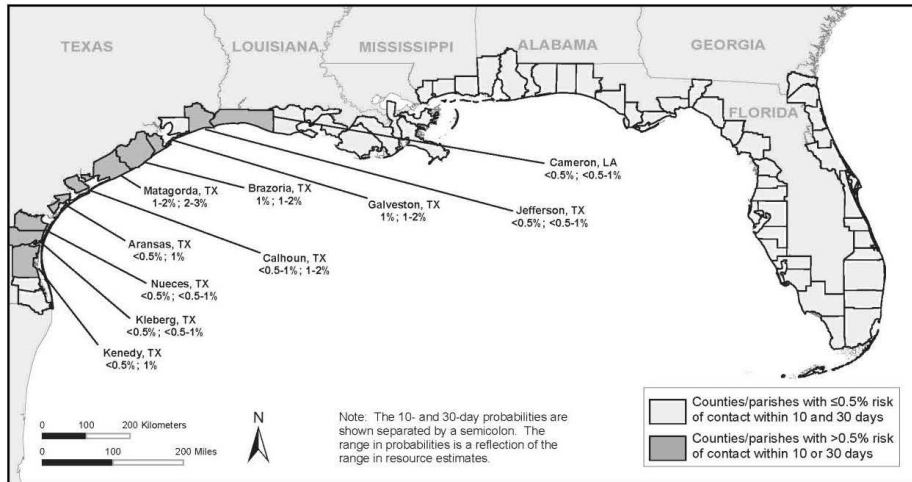 TEXAS
LOUISIANA
MISSISSIPPI
ALABAMA
GEORGIA
FLORIDA
Cameron, LA
<0.5% ; <0.5-1%
Jefferson, TX
<0.5% ; <0.5-1%
Galveston, TX
1% ; 1-2%
Brazoria, TX
1% ; 1-2%
Matagorda, TX
1-2% ; 2-3%
Calhoun, TX
<0.5-1% ; 1-2%
Aransas, TX
<0.5% ; 1%
Nueces, TX
<0.5% ; <0.5-1%
Kleberg, TX
<0.5% ; <0.5-1%
Kenedy, TX
<0.5% ; 1%
0 100 200 Kilometers
0 100 200 Miles
N
Note: The 10- and 30-day probabilities are
shown separated by a semicolon. The
range in probabilities is a reflection of the
range in resource estimates.
Counties/parishes with ≤0.5% risk
of contact within 10 and 30 days
Counties/parishes with >0.5% risk
of contact within 10 or 30 days